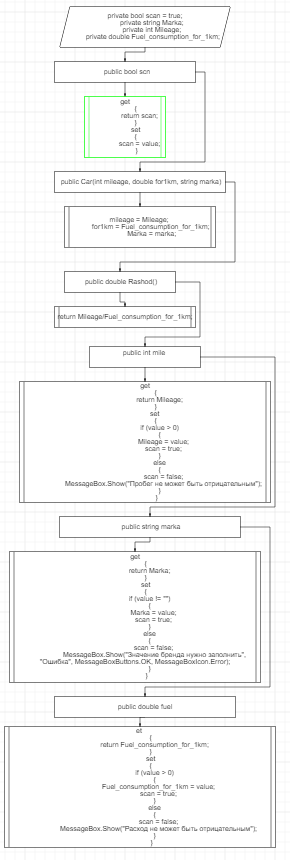 private bool scan = true;
private string Marka;
private int Mileage;
private double Fuel_consumption_for_1km;
public bool scn
get
{
return scan;
}
set
{
scan = value;
}
public Car(int mileage, double for1km, string marka)
mileage = Mileage;
for1km = Fuel_consumption_for_1km;
Marka = marka;
public double Rashod()
return Mileage/Fuel_consumption_for_1km;
public int mile
get
{
return Mileage;
}
set
{
if (value > 0)
{
Mileage = value;
scan = true;
}
else
{
scan = false;
MessageBox.Show("Пробег не может быть отрицательным");
}
}
public string marka
get
{
return Marka;
}
set
{
if (value != "")
{
Marka = value;
scan = true;
}
else
{
scan = false;
MessageBox.Show("Значение бренда нужно заполнить",
"Ошибка", MessageBoxButtons.OK, MessageBoxIcon.Error);
}
}
public double fuel
et
{
return Fuel_consumption_for_1km;
}
set
{
if (value > 0)
{
Fuel_consumption_for_1km = value;
scan = true;
}
else
{
scan = false;
MessageBox.Show("Расход не может быть отрицательным");
}
}